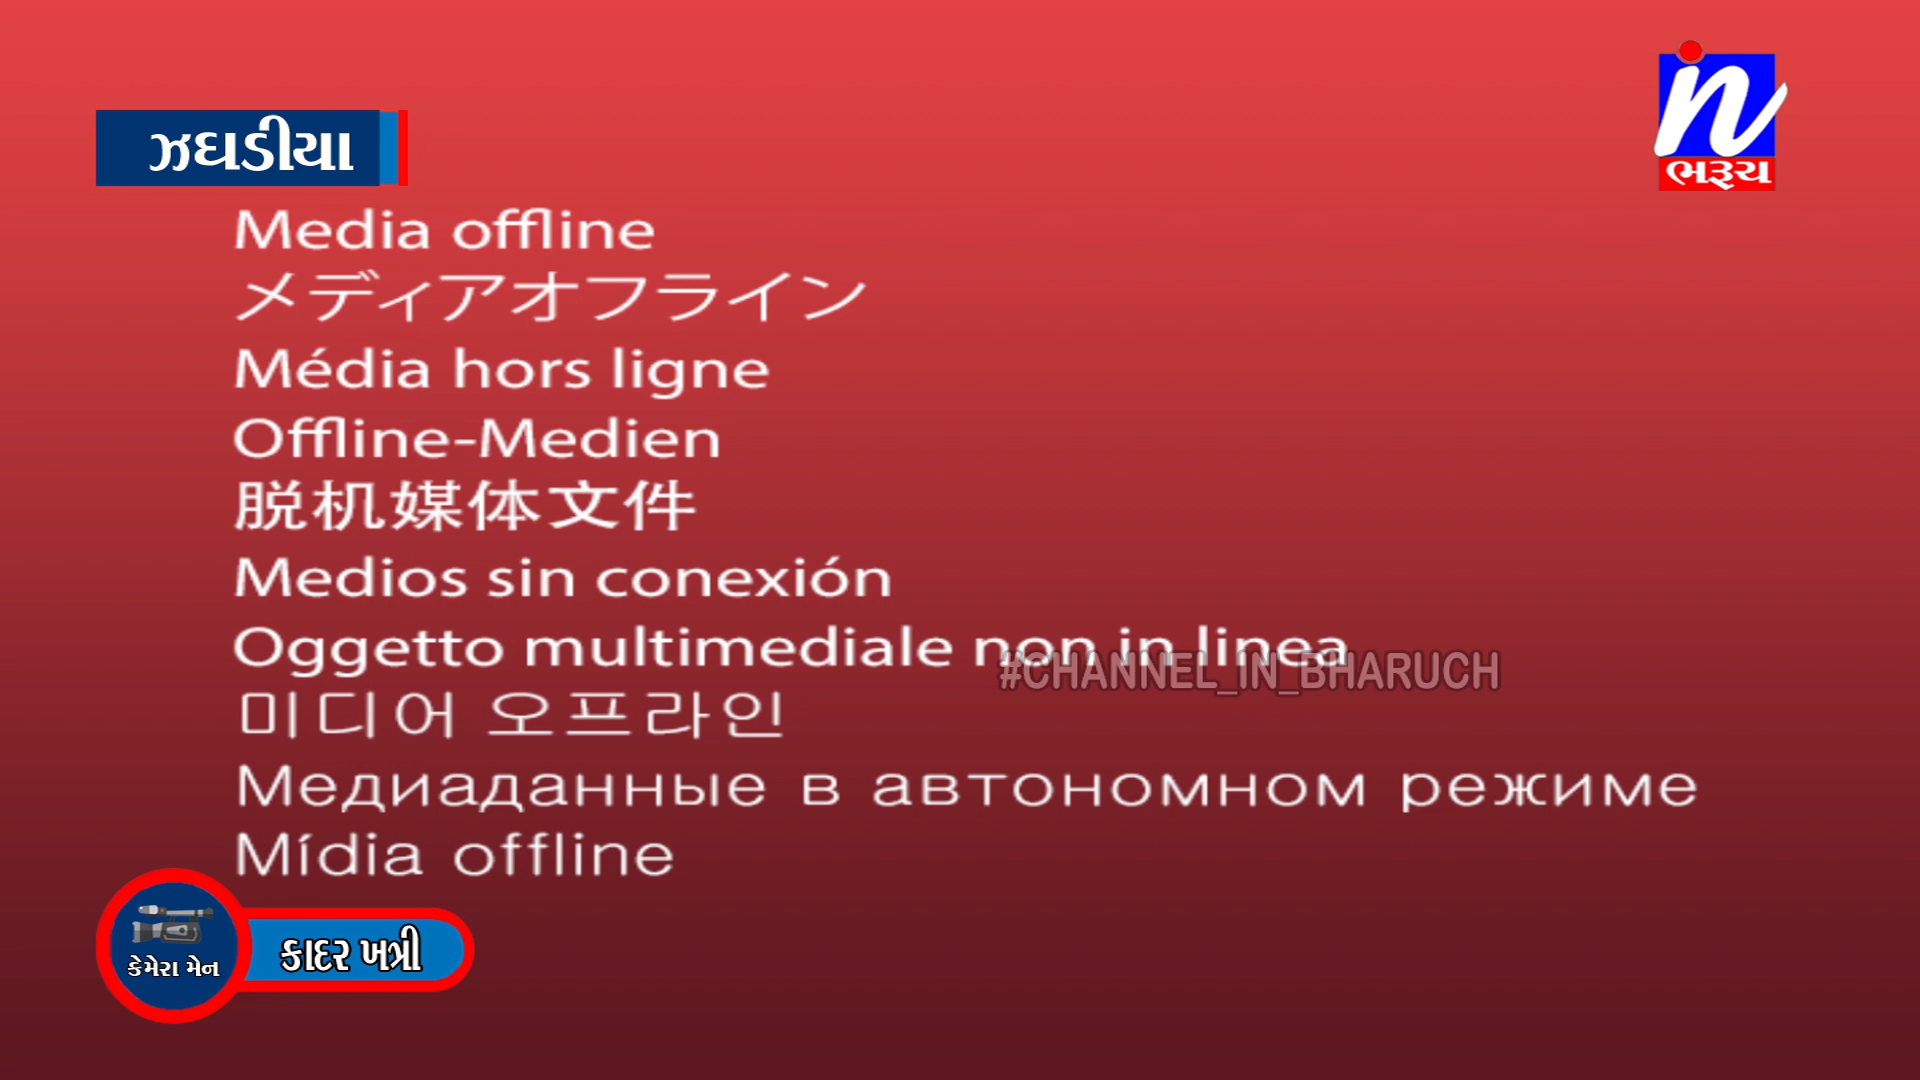 ઝઘડીયા
in
ભરૂચ
Media offline
メディアオフライン
Média hors ligne
Offline-Medien
脱机媒体文件
Medios sin conexión
Oggetto multimediale non in linea
#CHANNEL_IN_BHARUCH
미디어 오프라인
Медиаданные в автономном режиме
Mídia offline
કેમેરા મેન
કાદર ખત્રી